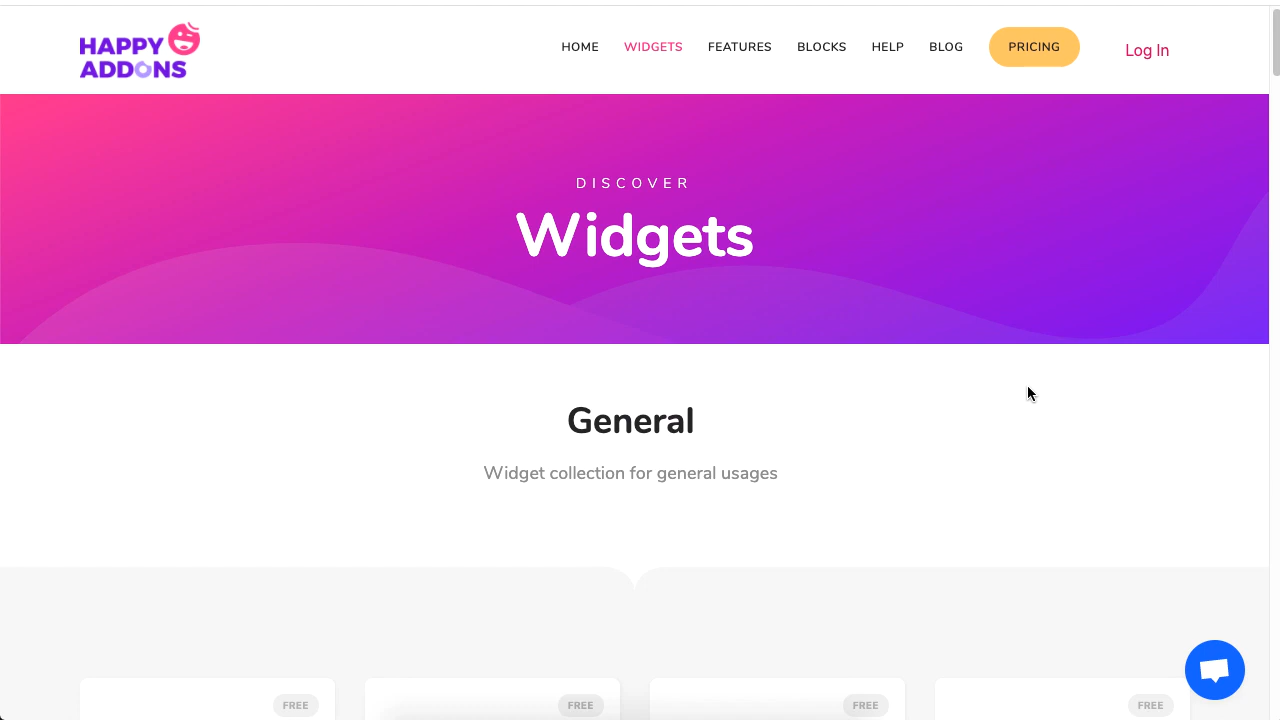 HAPPY
ADDONS
HOME WIDGETS FEATURES BLOCKS HELP BLOG PRICING Log In
DISCOVER
Widgets
General
Widget collection for general usages
FREE FREE FREE FREE